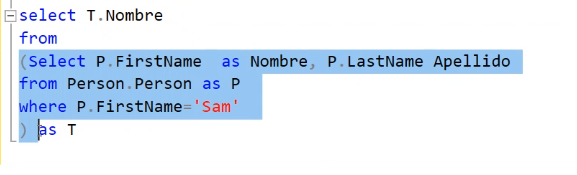 select T.Nombre
from
(Select P.FirstName  as Nombre, P.LastName Apellido
from Person.Person as P
where P.FirstName='Sam'
) as T